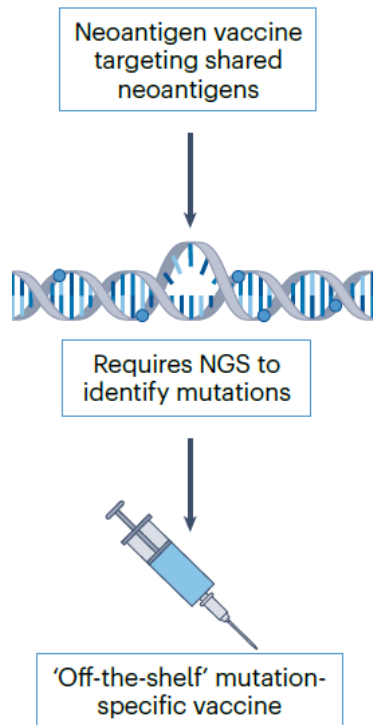 Neoantigen vaccine
targeting shared
neoantigens
Requires NGS to
identify mutations
‘Off-the-shelf’ mutation-
specific vaccine